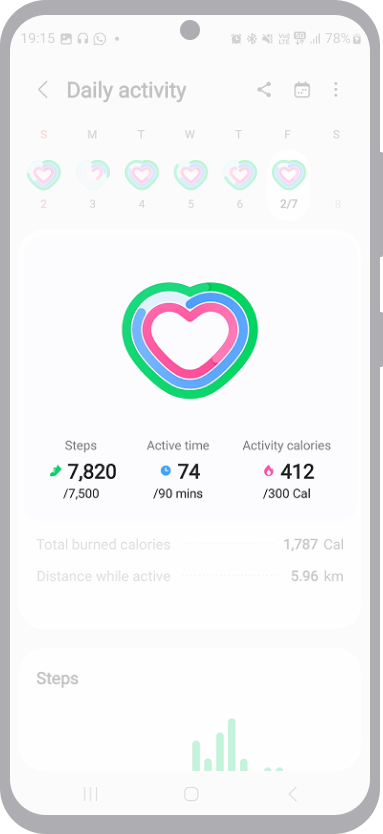 19:15 78%
Daily activity
S M T W T F S
2 3 4 5 6 2/7 8
Steps Active time Activity calories
7,820 74 412
/7,500 /90 mins /300 Cal
Total burned calories 1,787 Cal
Distance while active 5.96 km
Steps